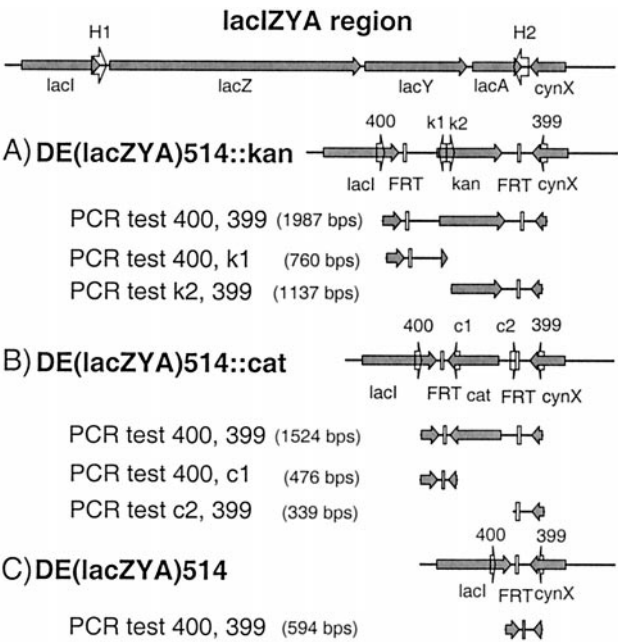 lacIZYA region
H1 H2
lacI lacZ lacY lacA cynX
400 k1 k2 399
A) DE(lacZYA)514::kan
lacI FRT kan FRT cynX
PCR test 400, 399 (1987 bps)
PCR test 400, k1 (760 bps)
PCR test k2, 399 (1137 bps)
400 c1 c2 399
B) DE(lacZYA)514::cat
lacI FRT cat FRT cynX
PCR test 400, 399 (1524 bps)
PCR test 400, c1 (476 bps)
PCR test c2, 399 (339 bps)
400 399
C) DE(lacZYA)514
lacI FRT cynX
PCR test 400, 399 (594 bps)